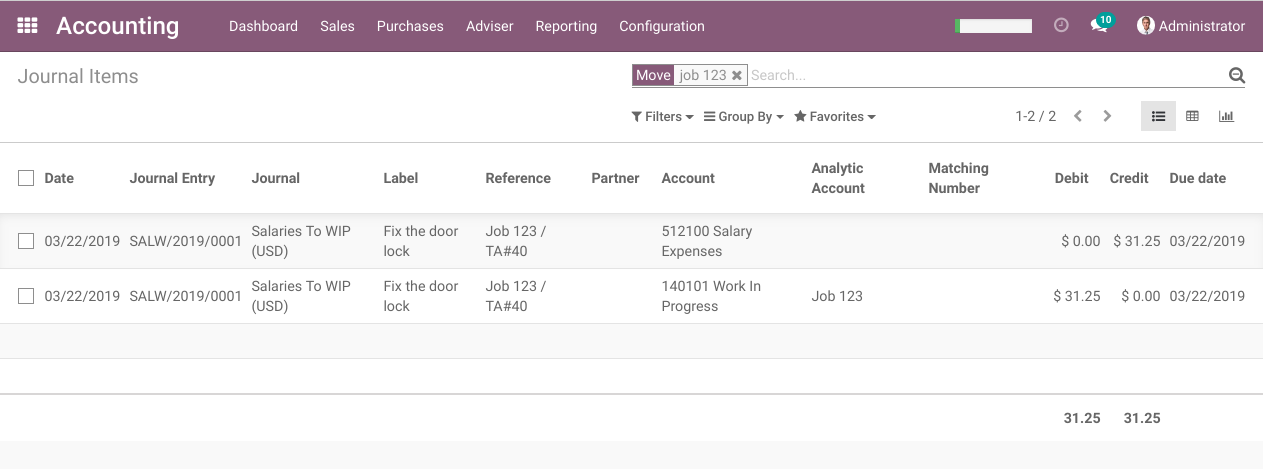 Accounting Dashboard Sales Purchases Adviser Reporting Configuration 10 Administrator
Journal Items Move job 123 Search...
Filters Group By Favorites 1-2 / 2
Date Journal Entry Journal Label Reference Partner Account Analytic Account Matching Number Debit Credit Due date
03/22/2019 SALW/2019/0001 Salaries To WIP (USD) Fix the door lock Job 123 / TA#40 512100 Salary Expenses $ 0.00 $ 31.25 03/22/2019
03/22/2019 SALW/2019/0001 Salaries To WIP (USD) Fix the door lock Job 123 / TA#40 140101 Work In Progress Job 123 $ 31.25 $ 0.00 03/22/2019
31.25 31.25